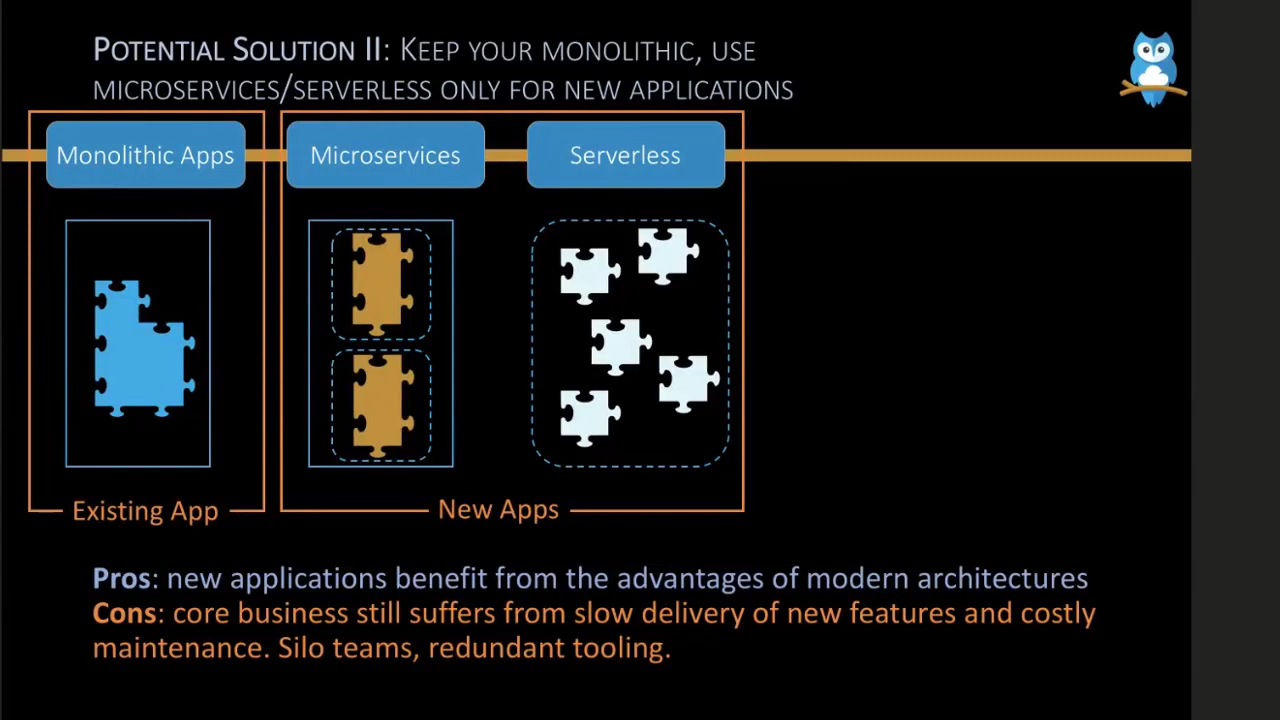 POTENTIAL SOLUTION II: KEEP YOUR MONOLITHIC, USE
MICROSERVICES/SERVERLESS ONLY FOR NEW APPLICATIONS
Monolithic Apps
Microservices
Serverless
Existing App
New Apps
Pros: new applications benefit from the advantages of modern architectures
Cons: core business still suffers from slow delivery of new features and costly
maintenance. Silo teams, redundant tooling.